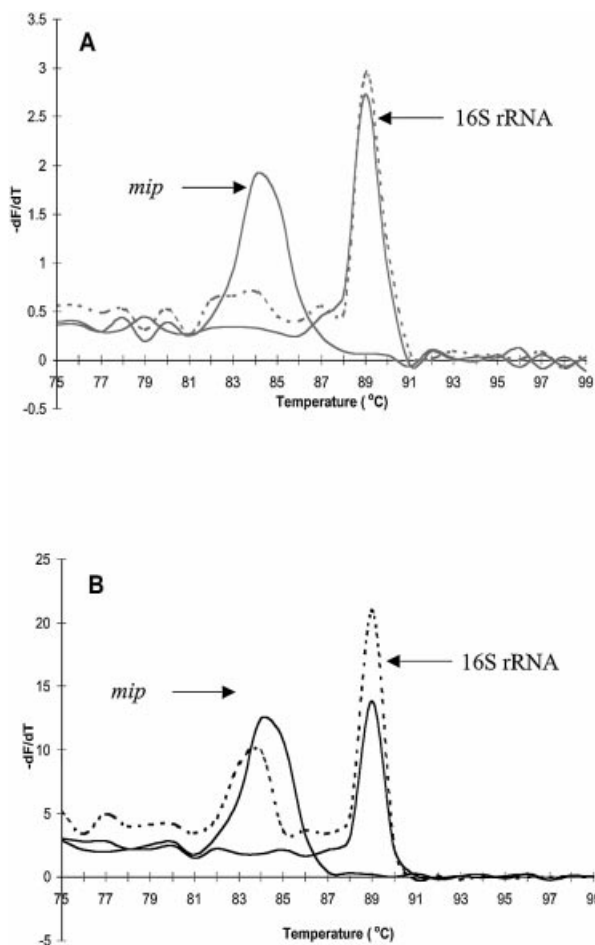 A
3.5
3
2.5
2
1.5
1
0.5
0
-0.5
-dF/dT
16S rRNA
mip
75 77 79 81 83 85 87 89 91 93 95 97 99
Temperature (°C)
B
25
20
15
10
5
0
-5
-dF/dT
16S rRNA
mip
75 77 79 81 83 85 87 89 91 93 95 97
Temperature (°C)